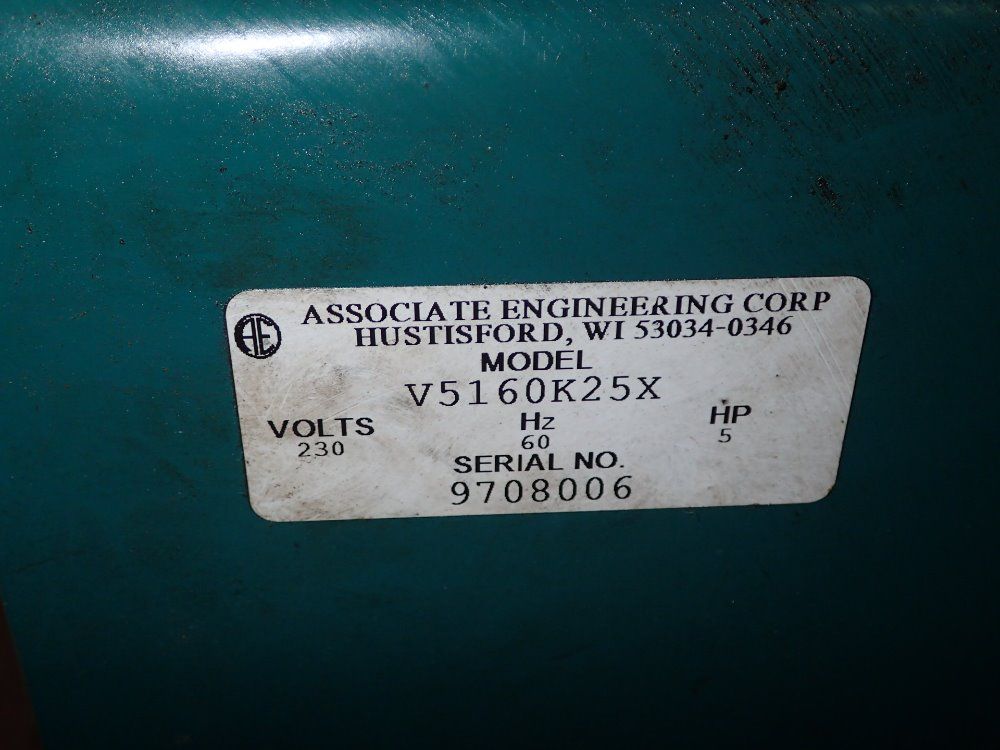 AE
ASSOCIATE ENGINEERING CORP
HUSTISFORD, WI 53034-0346
MODEL
V5160K25X
VOLTS Hz HP
230 60 5
SERIAL NO.
9708006